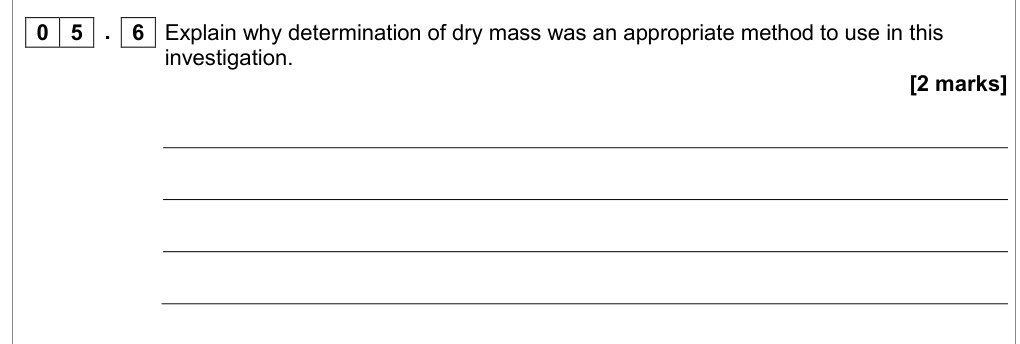 0 5 . 6 Explain why determination of dry mass was an appropriate method to use in this
investigation.
[2 marks]